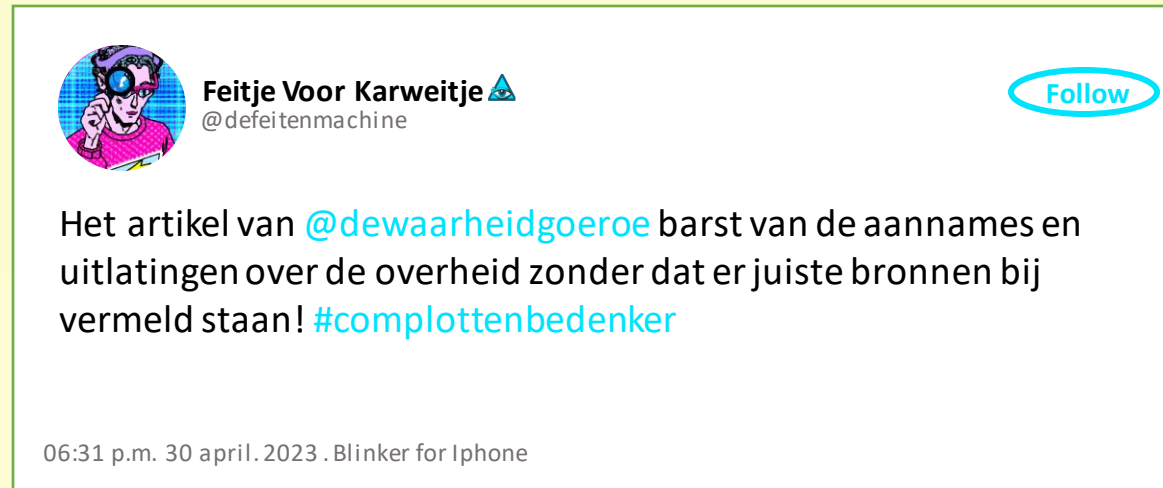 Feitje Voor Karweitje
@defeitenmachine
Follow
Het artikel van @dewaarheidgoeroe barst van de aannames en
uitlatingen over de overheid zonder dat er juiste bronnen bij
vermeld staan! #complottenbedenker
06:31 p.m. 30 april. 2023 . Blinker for Iphone